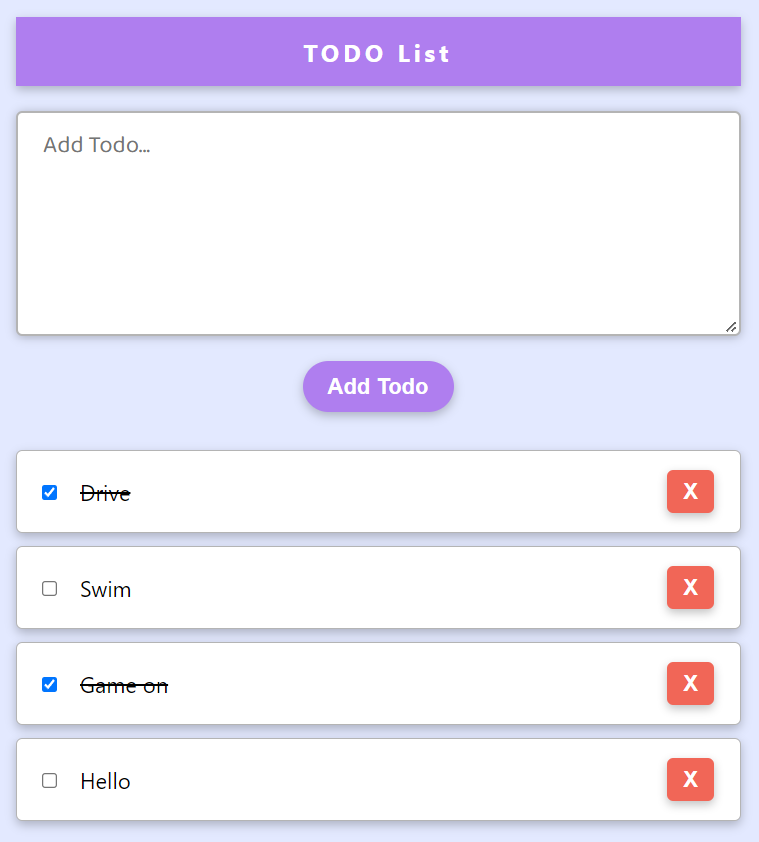 TODO List
Add Todo...
Add Todo
Drive X
Swim X
Game on X
Hello X